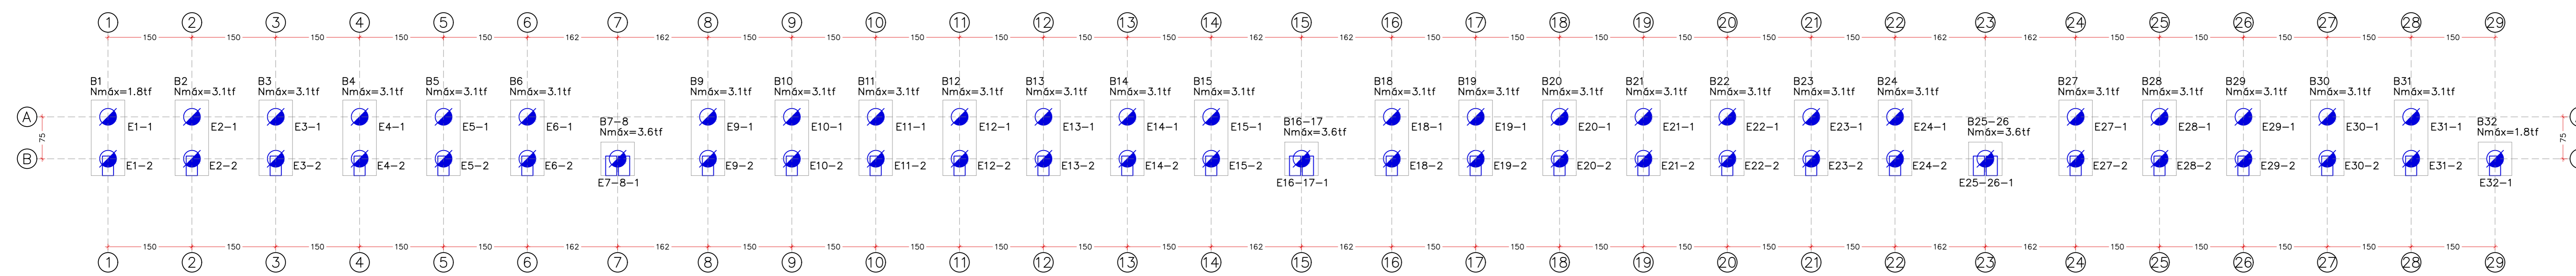 1 2 3 4 5 6 7 8 9 10 11 12 13 14 15 16 17 18 19 20 21 22 23 24 25 26 27 28 29
150 150 150 150 150 162 162 150 150 150 150 150 150 162 162 150 150 150 150 150 150 162 162 150 150 150 150 150
B1 B2 B3 B4 B5 B6 B9 B10 B11 B12 B13 B14 B15 B18 B19 B20 B21 B22 B23 B24 B27 B28 B29 B30 B31
Nmáx=1.8tf Nmáx=3.1tf Nmáx=3.1tf Nmáx=3.1tf Nmáx=3.1tf Nmáx=3.1tf Nmáx=3.1tf Nmáx=3.1tf Nmáx=3.1tf Nmáx=3.1tf Nmáx=3.1tf Nmáx=3.1tf Nmáx=3.1tf Nmáx=3.1tf Nmáx=3.1tf Nmáx=3.1tf Nmáx=3.1tf Nmáx=3.1tf Nmáx=3.1tf Nmáx=3.1tf Nmáx=3.1tf Nmáx=3.1tf Nmáx=3.1tf Nmáx=3.1tf Nmáx=3.1tf
A
B7-8 B16-17 B25-26 B32
E1-1 E2-1 E3-1 E4-1 E5-1 E6-1 E9-1 E10-1 E11-1 E12-1 E13-1 E14-1 E15-1 E18-1 E19-1 E20-1 E21-1 E22-1 E23-1 E24-1 E27-1 E28-1 E29-1 E30-1 E31-1
Nmáx=3.6tf Nmáx=3.6tf Nmáx=3.6tf Nmáx=1.8tf
75 75
B
E1-2 E2-2 E3-2 E4-2 E5-2 E6-2 E9-2 E10-2 E11-2 E12-2 E13-2 E14-2 E15-2 E18-2 E19-2 E20-2 E21-2 E22-2 E23-2 E24-2 E27-2 E28-2 E29-2 E30-2 E31-2
E7-8-1 E16-17-1 E25-26-1 E32-1
150 150 150 150 150 162 162 150 150 150 150 150 150 162 162 150 150 150 150 150 150 162 162 150 150 150 150 150
1 2 3 4 5 6 7 8 9 10 11 12 13 14 15 16 17 18 19 20 21 22 23 24 25 26 27 28 29